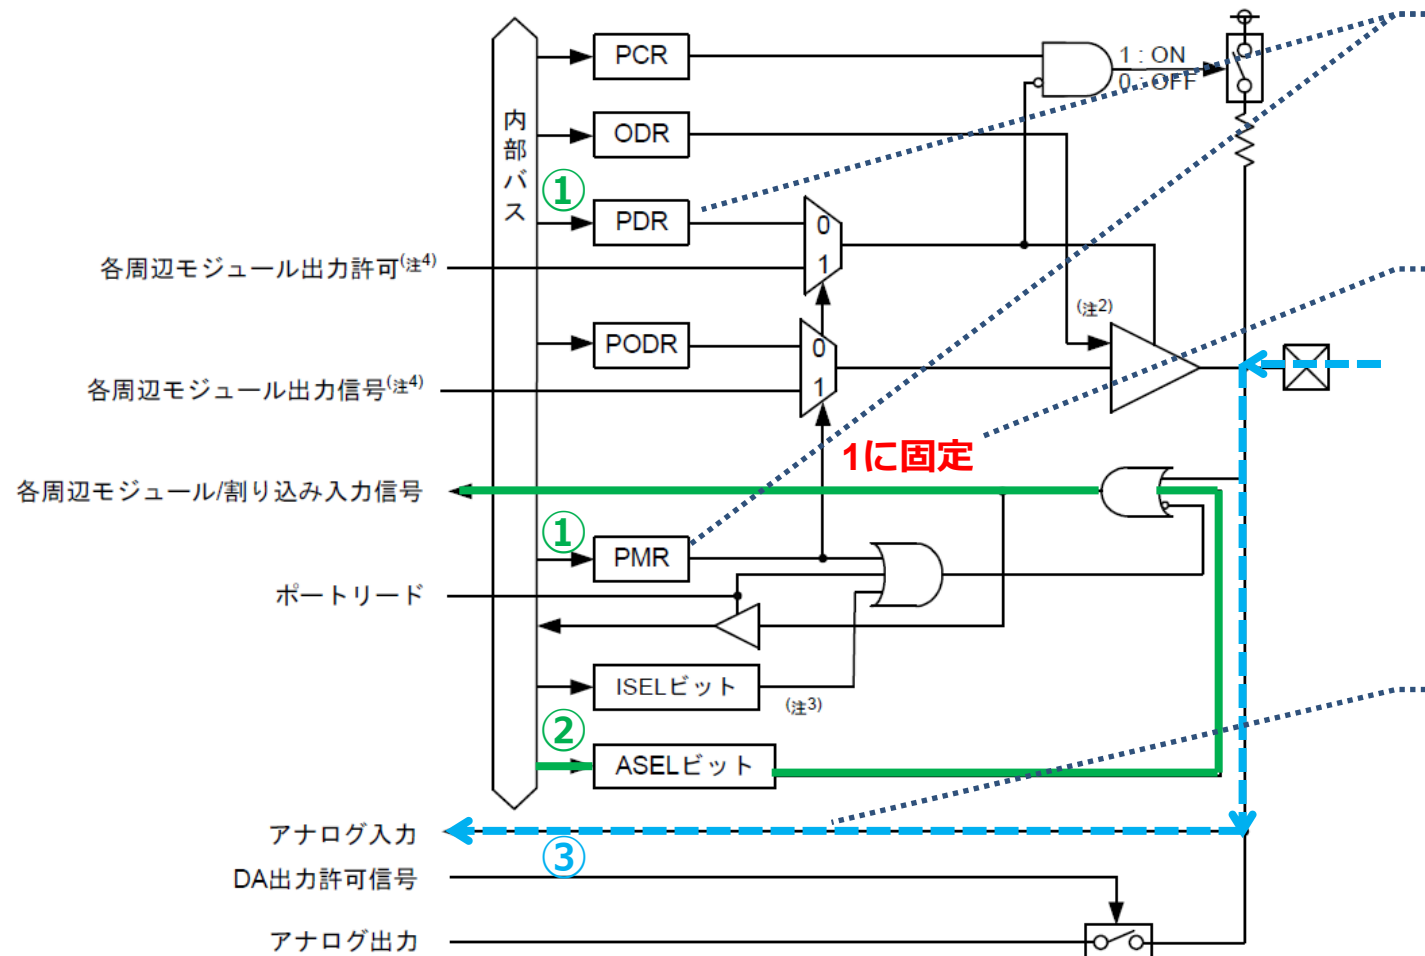 PCR
1 : ON
0 : OFF
内部バス
ODR
①
PDR
0
1
各周辺モジュール出力許可(注4)
(注2)
PODR
0
1
各周辺モジュール出力信号(注4)
1に固定
各周辺モジュール/割り込み入力信号
①
PMR
ポートリード
ISELビット
(注3)
②
ASELビット
アナログ入力
③
DA出力許可信号
アナログ出力